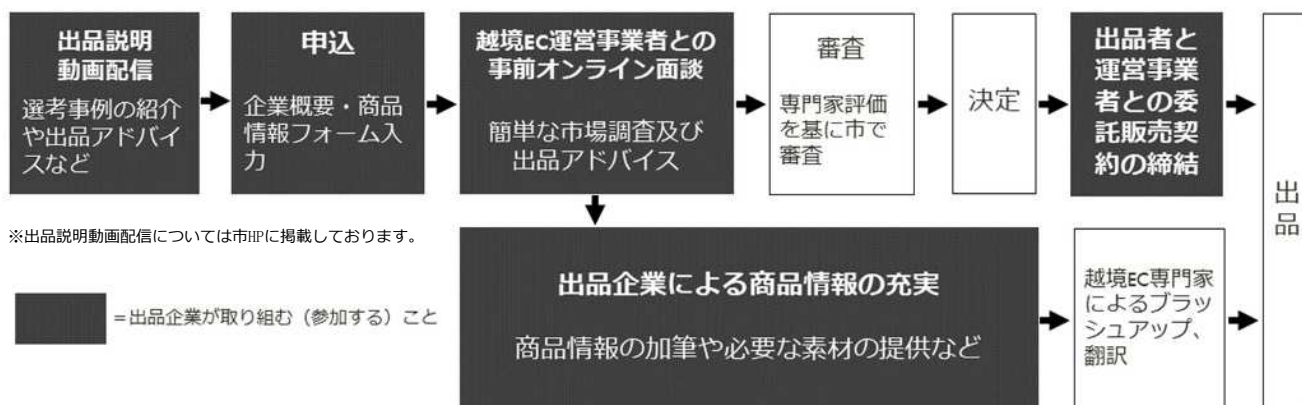 出品説明
動画配信
選考事例の紹介
や出品アドバイ
スなど
申込
企業概要・商品
情報フォーム入
力
越境EC運営事業者との
事前オンライン面談
簡単な市場調査及び
出品アドバイス
審査
専門家評価
を基に市で
審査
決定
出品者と
運営事業
者との委
託販売契
約の締結
出
品
※出品説明動画配信については市HPに掲載しております。
=出品企業が取り組む（参加する）こと
出品企業による商品情報の充実
商品情報の加筆や必要な素材の提供など
越境EC専門家
によるブラッ
シュアップ、
翻訳